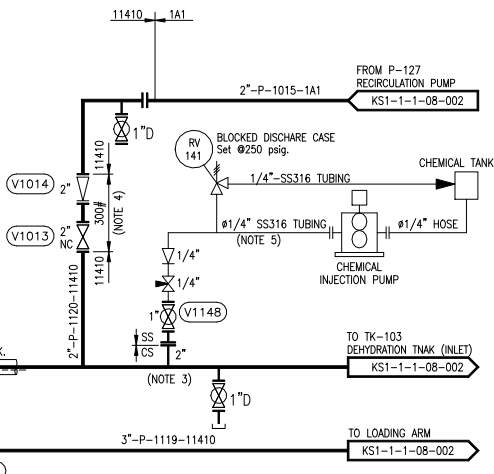 11410
1A1
FROM P-127
RECIRCULATION PUMP
2"-P-1015-1A1
KS1-1-1-08-002
1"D
RV
141
BLOCKED DISCHARE CASE
Set @250 psig.
CHEMICAL TANK
11410
V1014
2"
300#
(NOTE 4)
1/4"-SS316 TUBING
V1013
2"
NC
11410
ø1/4" SS316 TUBING
(NOTE 5)
ø1/4" HOSE
1/4"
CHEMICAL
INJECTION PUMP
1/4"
2"-P-1120-11410
1"
V1148
SS
CS
2"
K.
TO TK-103
DEHYDRATION TNAK (INLET)
KS1-1-1-08-002
(NOTE 3)
1"D
3"-P-1119-11410
TO LOADING ARM
KS1-1-1-08-002